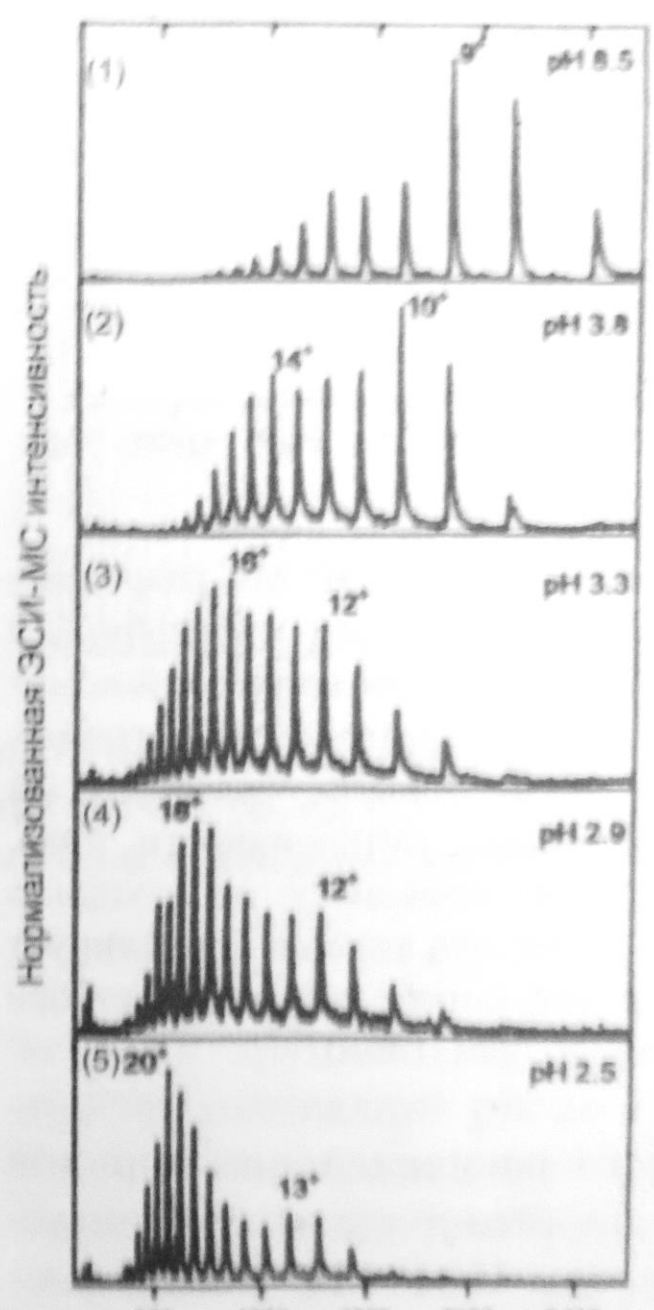 Нормализованная ЭСИ-МС интенсивность
(1)
9⁺
pH 8.5
(2)
14⁺
10⁺
pH 3.8
(3)
16⁺
12⁺
pH 3.3
(4)
18⁺
12⁺
pH 2.9
(5)
20⁺
13⁺
pH 2.5